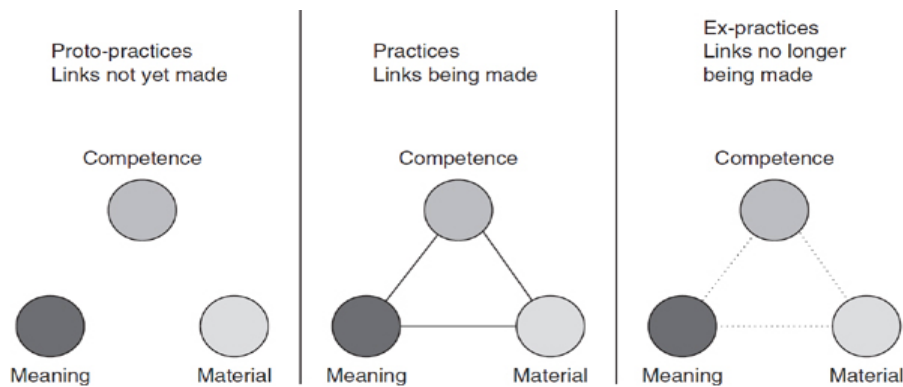 Proto-practices
Links not yet made
Competence
Meaning
Material
Practices
Links being made
Competence
Meaning
Material
Ex-practices
Links no longer
being made
Competence
Meaning
Material